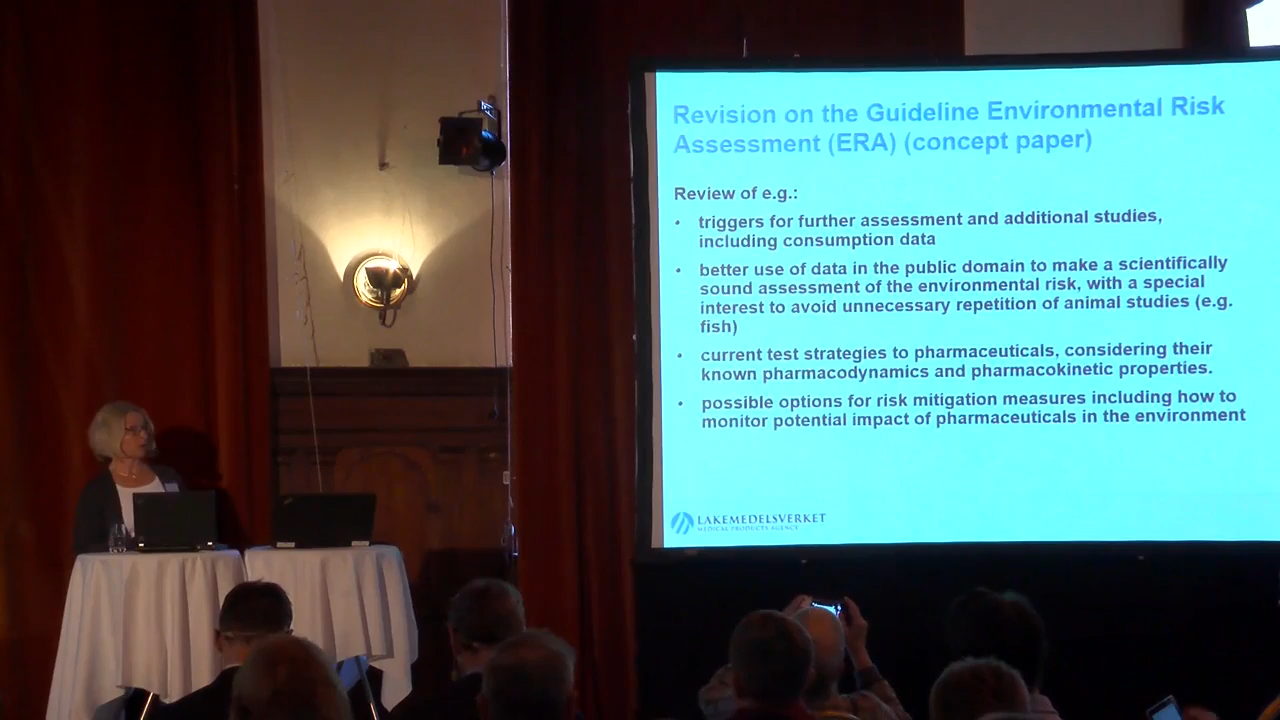 Revision on the Guideline Environmental Risk
Assessment (ERA) (concept paper)
Review of e.g.:
• triggers for further assessment and additional studies,
including consumption data
• better use of data in the public domain to make a scientifically
sound assessment of the environmental risk, with a special
interest to avoid unnecessary repetition of animal studies (e.g.
fish)
• current test strategies to pharmaceuticals, considering their
known pharmacodynamics and pharmacokinetic properties.
• possible options for risk mitigation measures including how to
monitor potential impact of pharmaceuticals in the environment
LAKEMEDELSVERKET
MEDICAL PRODUCTS AGENCY